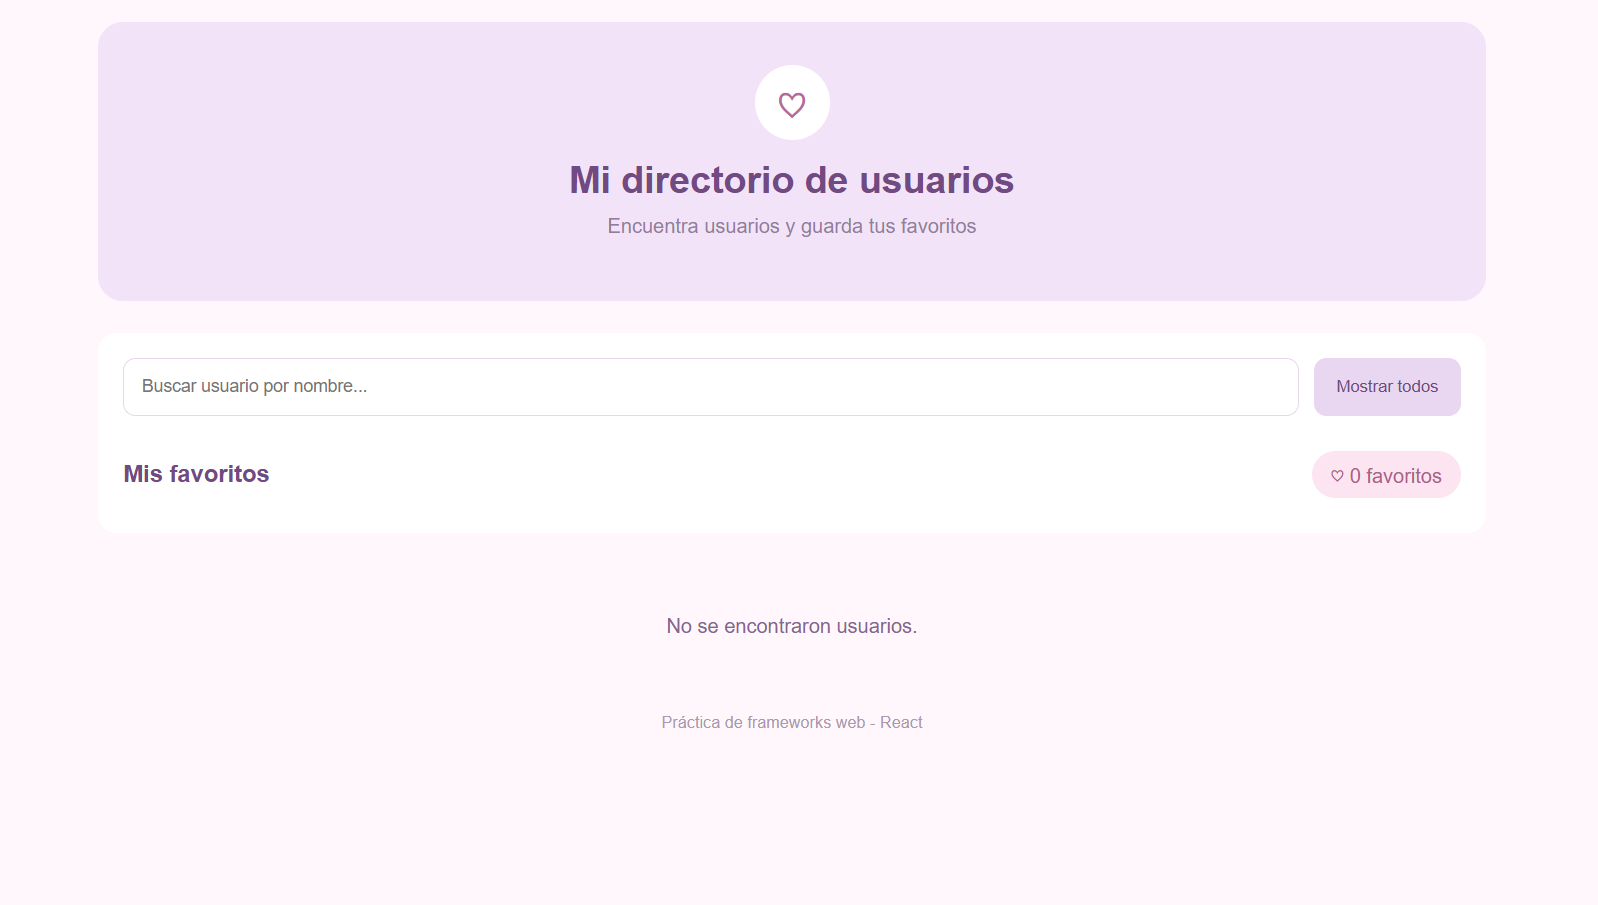 Mi directorio de usuarios
Encuentra usuarios y guarda tus favoritos
Buscar usuario por nombre...
Mostrar todos
Mis favoritos
♡ 0 favoritos
No se encontraron usuarios.
Práctica de frameworks web - React